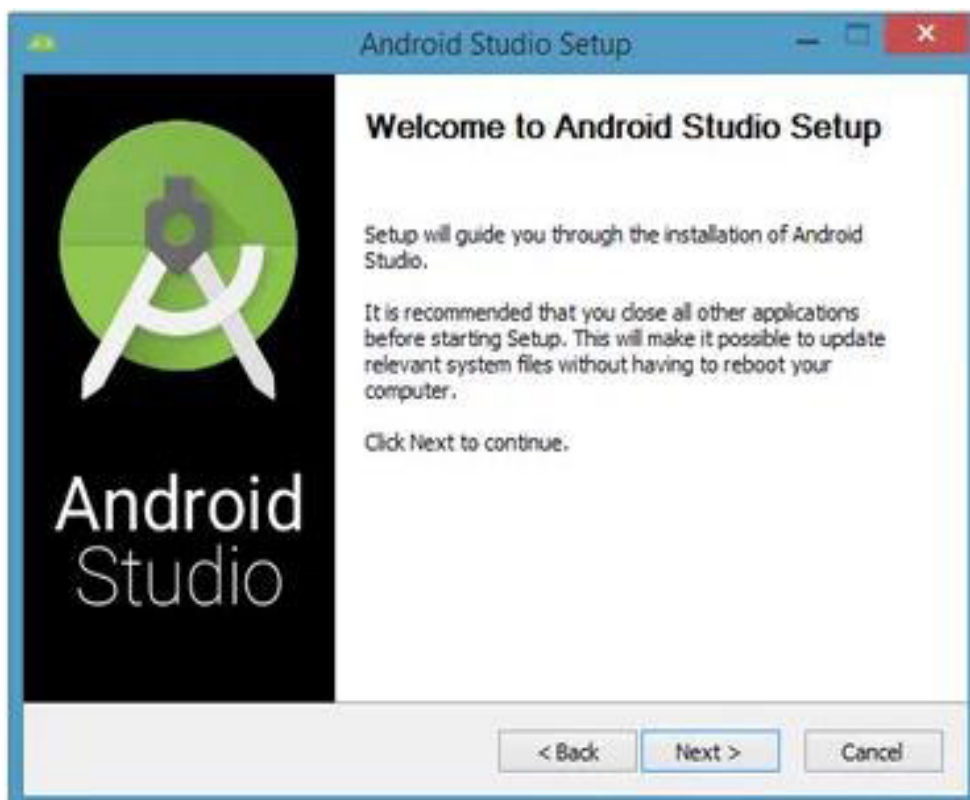 Android Studio Setup
Welcome to Android Studio Setup
Setup will guide you through the installation of Android
Studio.
It is recommended that you close all other applications
before starting Setup. This will make it possible to update
relevant system files without having to reboot your
computer.
Click Next to continue.
Android
Studio
< Back
Next >
Cancel